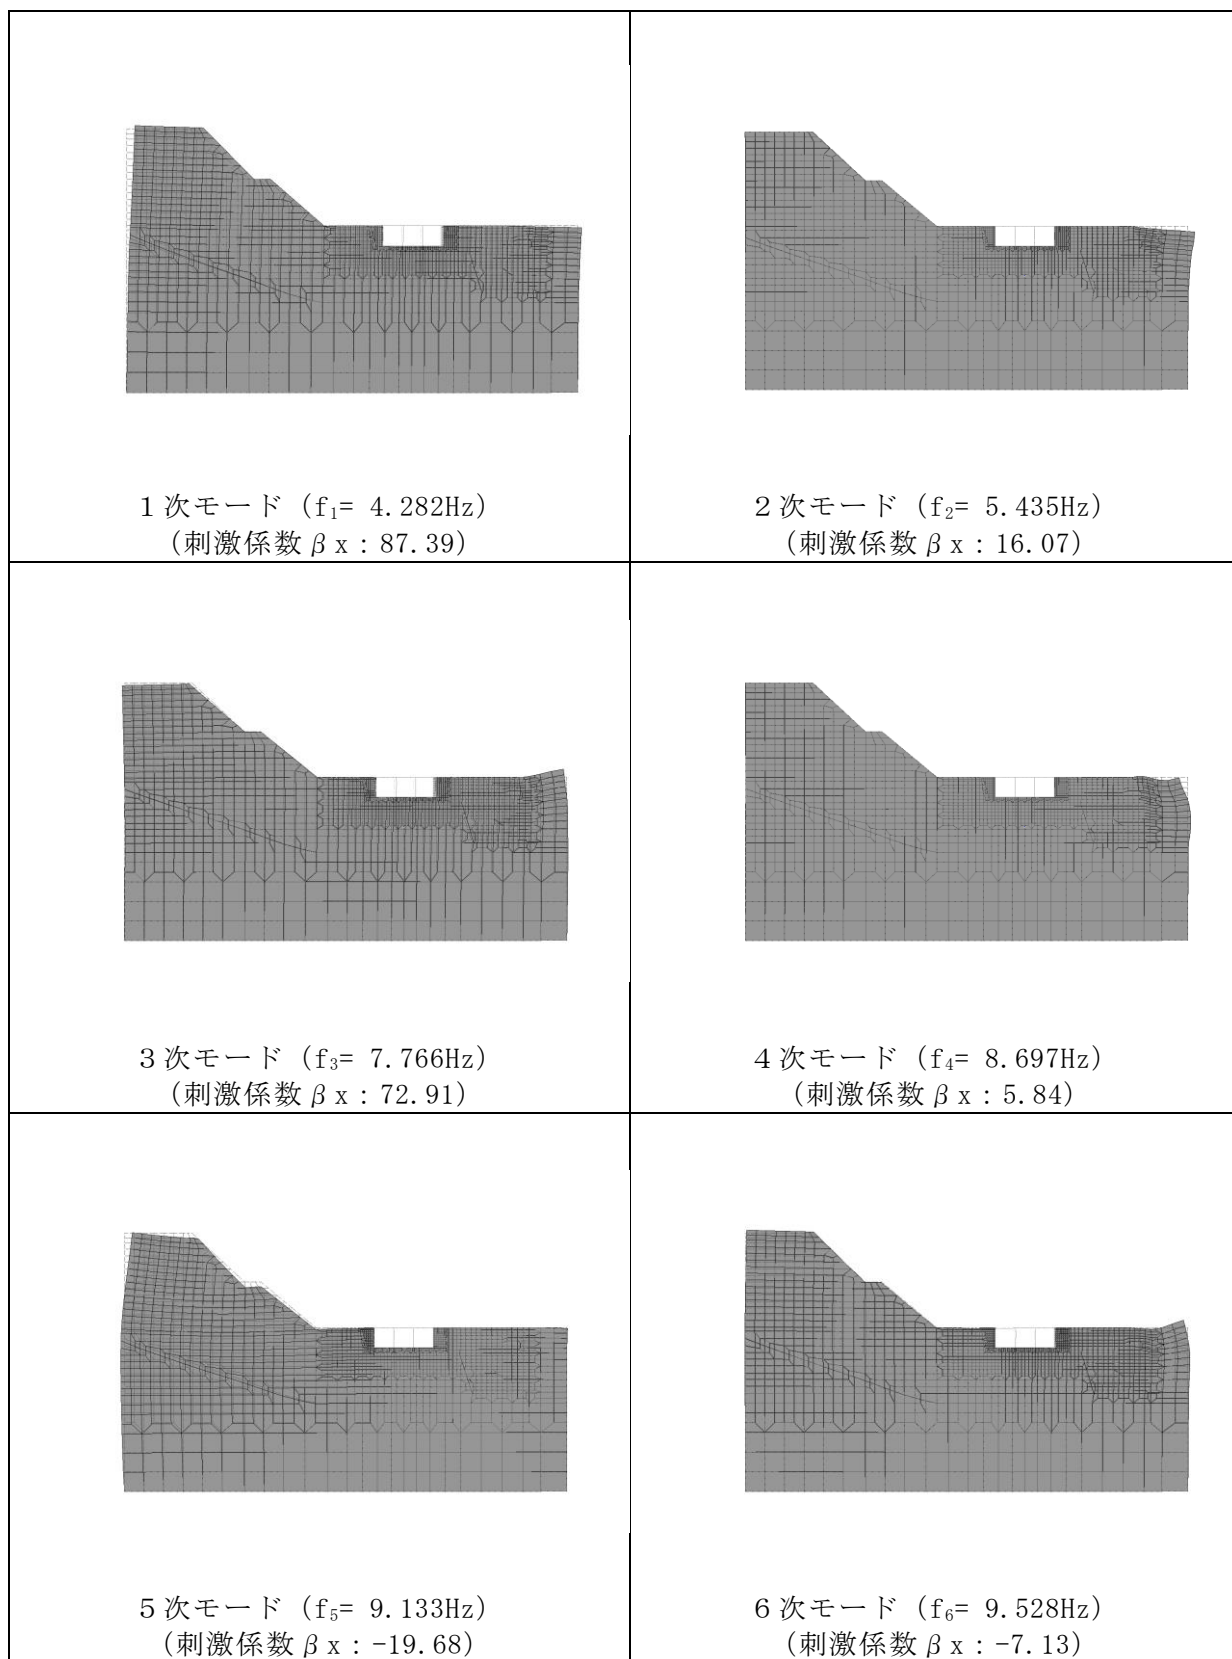 1次モード(f₁= 4.282Hz)
(刺激係数βx:87.39)
2次モード(f₂= 5.435Hz)
(刺激係数βx:16.07)
3次モード(f₃= 7.766Hz)
(刺激係数βx:72.91)
4次モード(f₄= 8.697Hz)
(刺激係数βx:5.84)
5次モード(f₅= 9.133Hz)
(刺激係数βx:-19.68)
6次モード(f₆= 9.528Hz)
(刺激係数βx:-7.13)